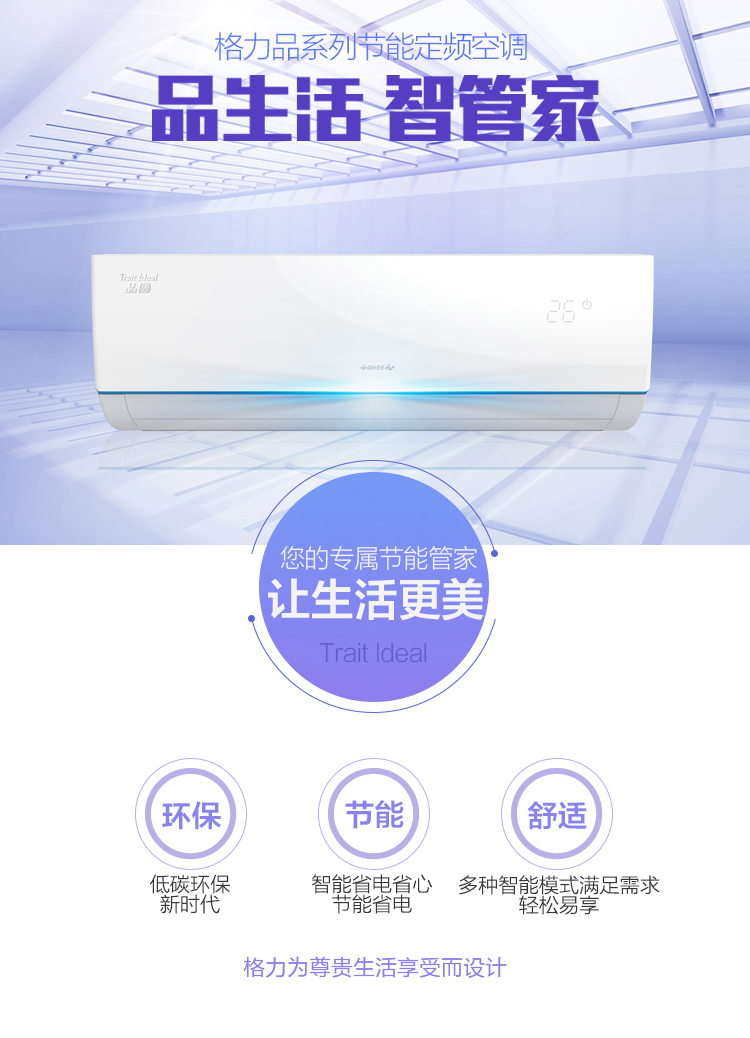 格力品系列节能定频空调
品生活 智管家
Trait Ideal
品圆
26
GREE
您的专属节能管家
让生活更美
Trait Ideal
环保
节能
舒适
低碳环保
新时代
智能省电省心
节能省电
多种智能模式满足需求
轻松易享
格力为尊贵生活享受而设计